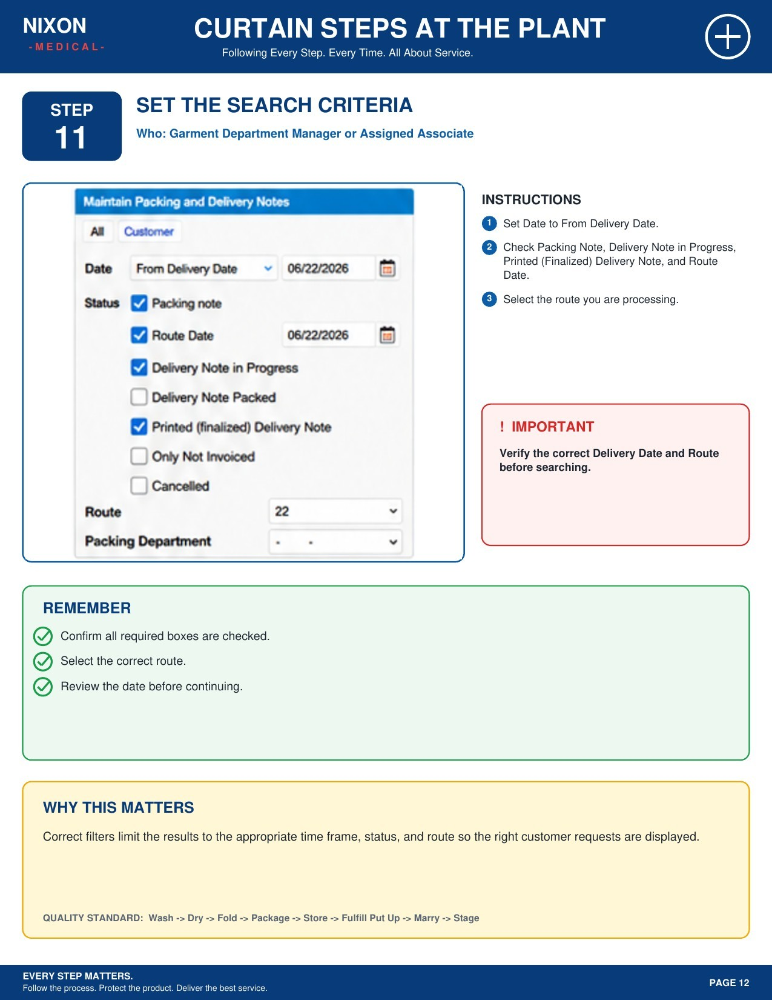 NIXON
-MEDICAL-
CURTAIN STEPS AT THE PLANT
Following Every Step. Every Time. All About Service.
STEP
11
SET THE SEARCH CRITERIA
Who: Garment Department Manager or Assigned Associate
Maintain Packing and Delivery Notes
All Customer
Date From Delivery Date 06/22/2026
Status Packing note
Route Date 06/22/2026
Delivery Note in Progress
Delivery Note Packed
Printed (finalized) Delivery Note
Only Not Invoiced
Cancelled
Route 22
Packing Department - -
INSTRUCTIONS
1 Set Date to From Delivery Date.
2 Check Packing Note, Delivery Note in Progress,
Printed (Finalized) Delivery Note, and Route
Date.
3 Select the route you are processing.
! IMPORTANT
Verify the correct Delivery Date and Route
before searching.
REMEMBER
Confirm all required boxes are checked.
Select the correct route.
Review the date before continuing.
WHY THIS MATTERS
Correct filters limit the results to the appropriate time frame, status, and route so the right customer requests are displayed.
QUALITY STANDARD: Wash -> Dry -> Fold -> Package -> Store -> Fulfill Put Up -> Marry -> Stage
EVERY STEP MATTERS.
Follow the process. Protect the product. Deliver the best service.
PAGE 12